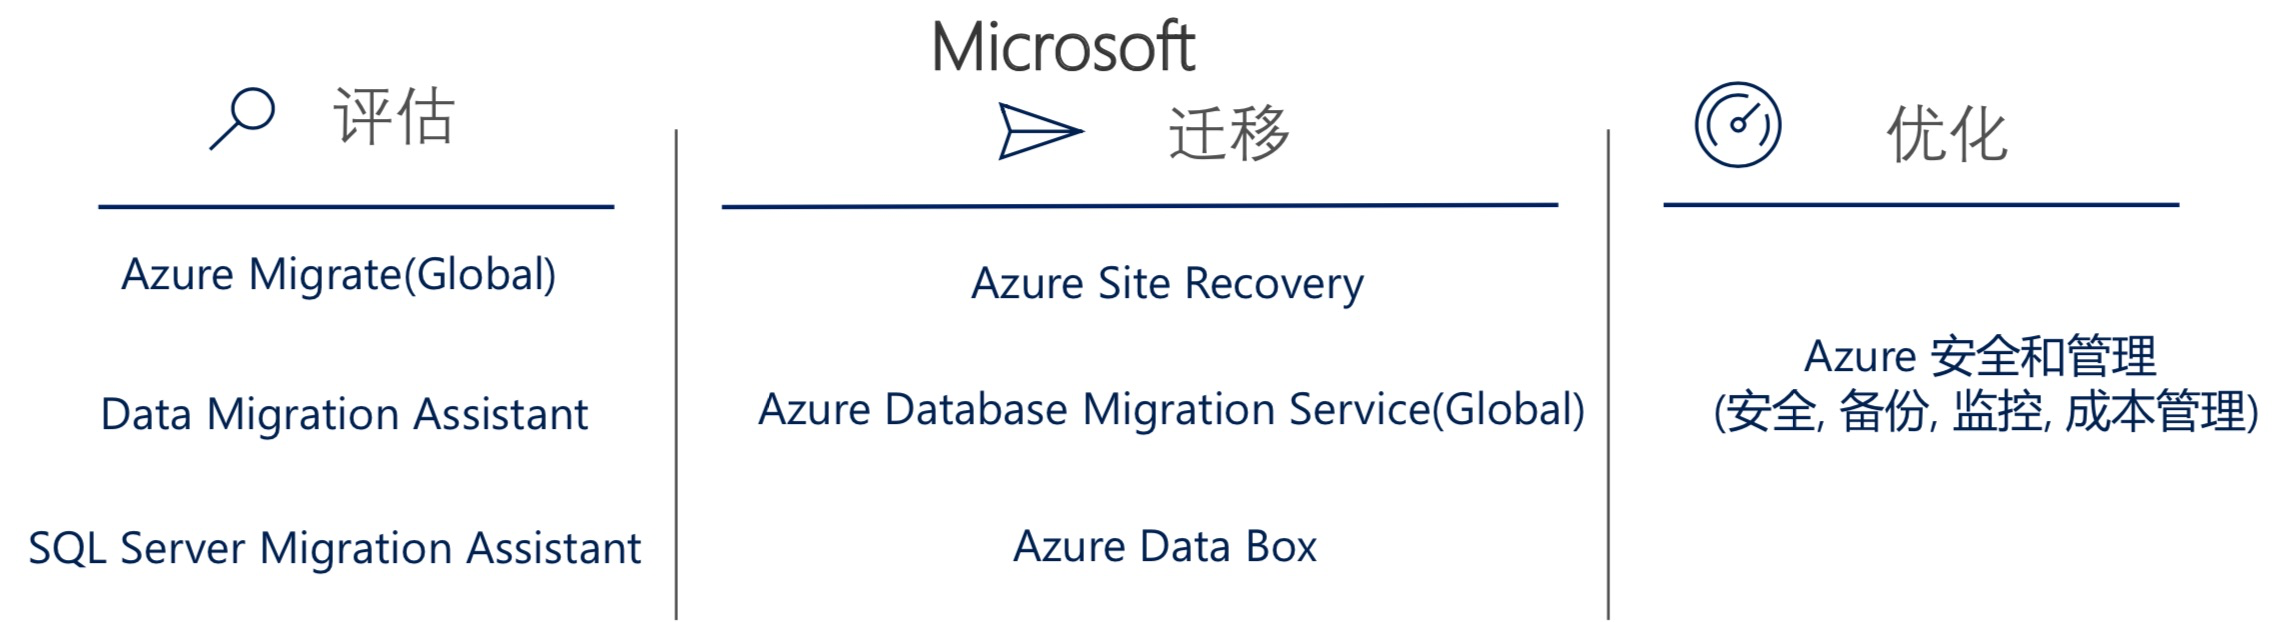 Microsoft
评估
Azure Migrate(Global)
Data Migration Assistant
SQL Server Migration Assistant
迁移
Azure Site Recovery
Azure Database Migration Service(Global)
Azure Data Box
优化
Azure 安全和管理
(安全, 备份, 监控, 成本管理)